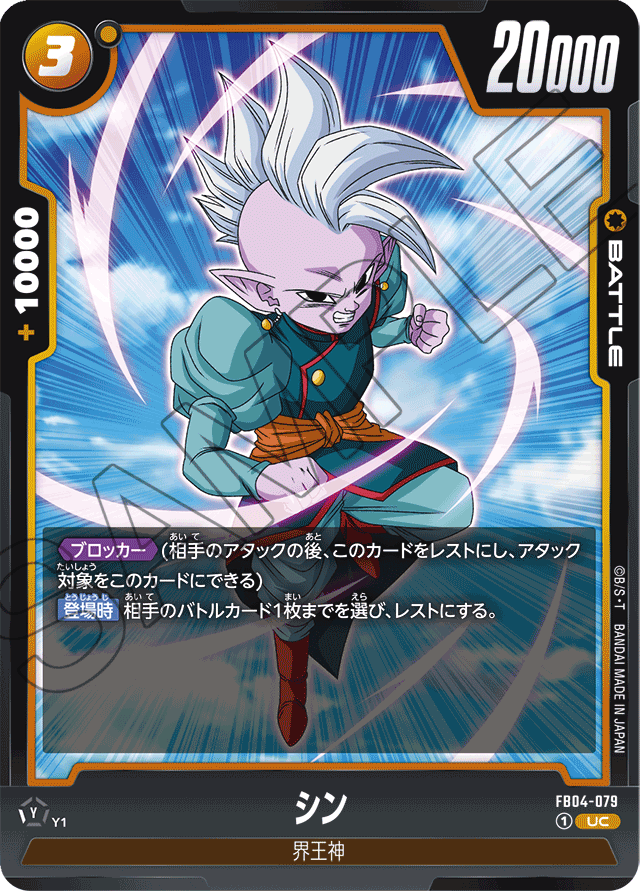 3
20000
+10000
BATTLE
SAMPLE
ブロッカー (相手のアタックの後、このカードをレストにし、アタック
対象をこのカードにできる)
登場時 相手のバトルカード1枚までを選び、レストにする。
©B/S・T BANDAI MADE IN JAPAN
Y Y1
シン
FB04-079
1 UC
界王神